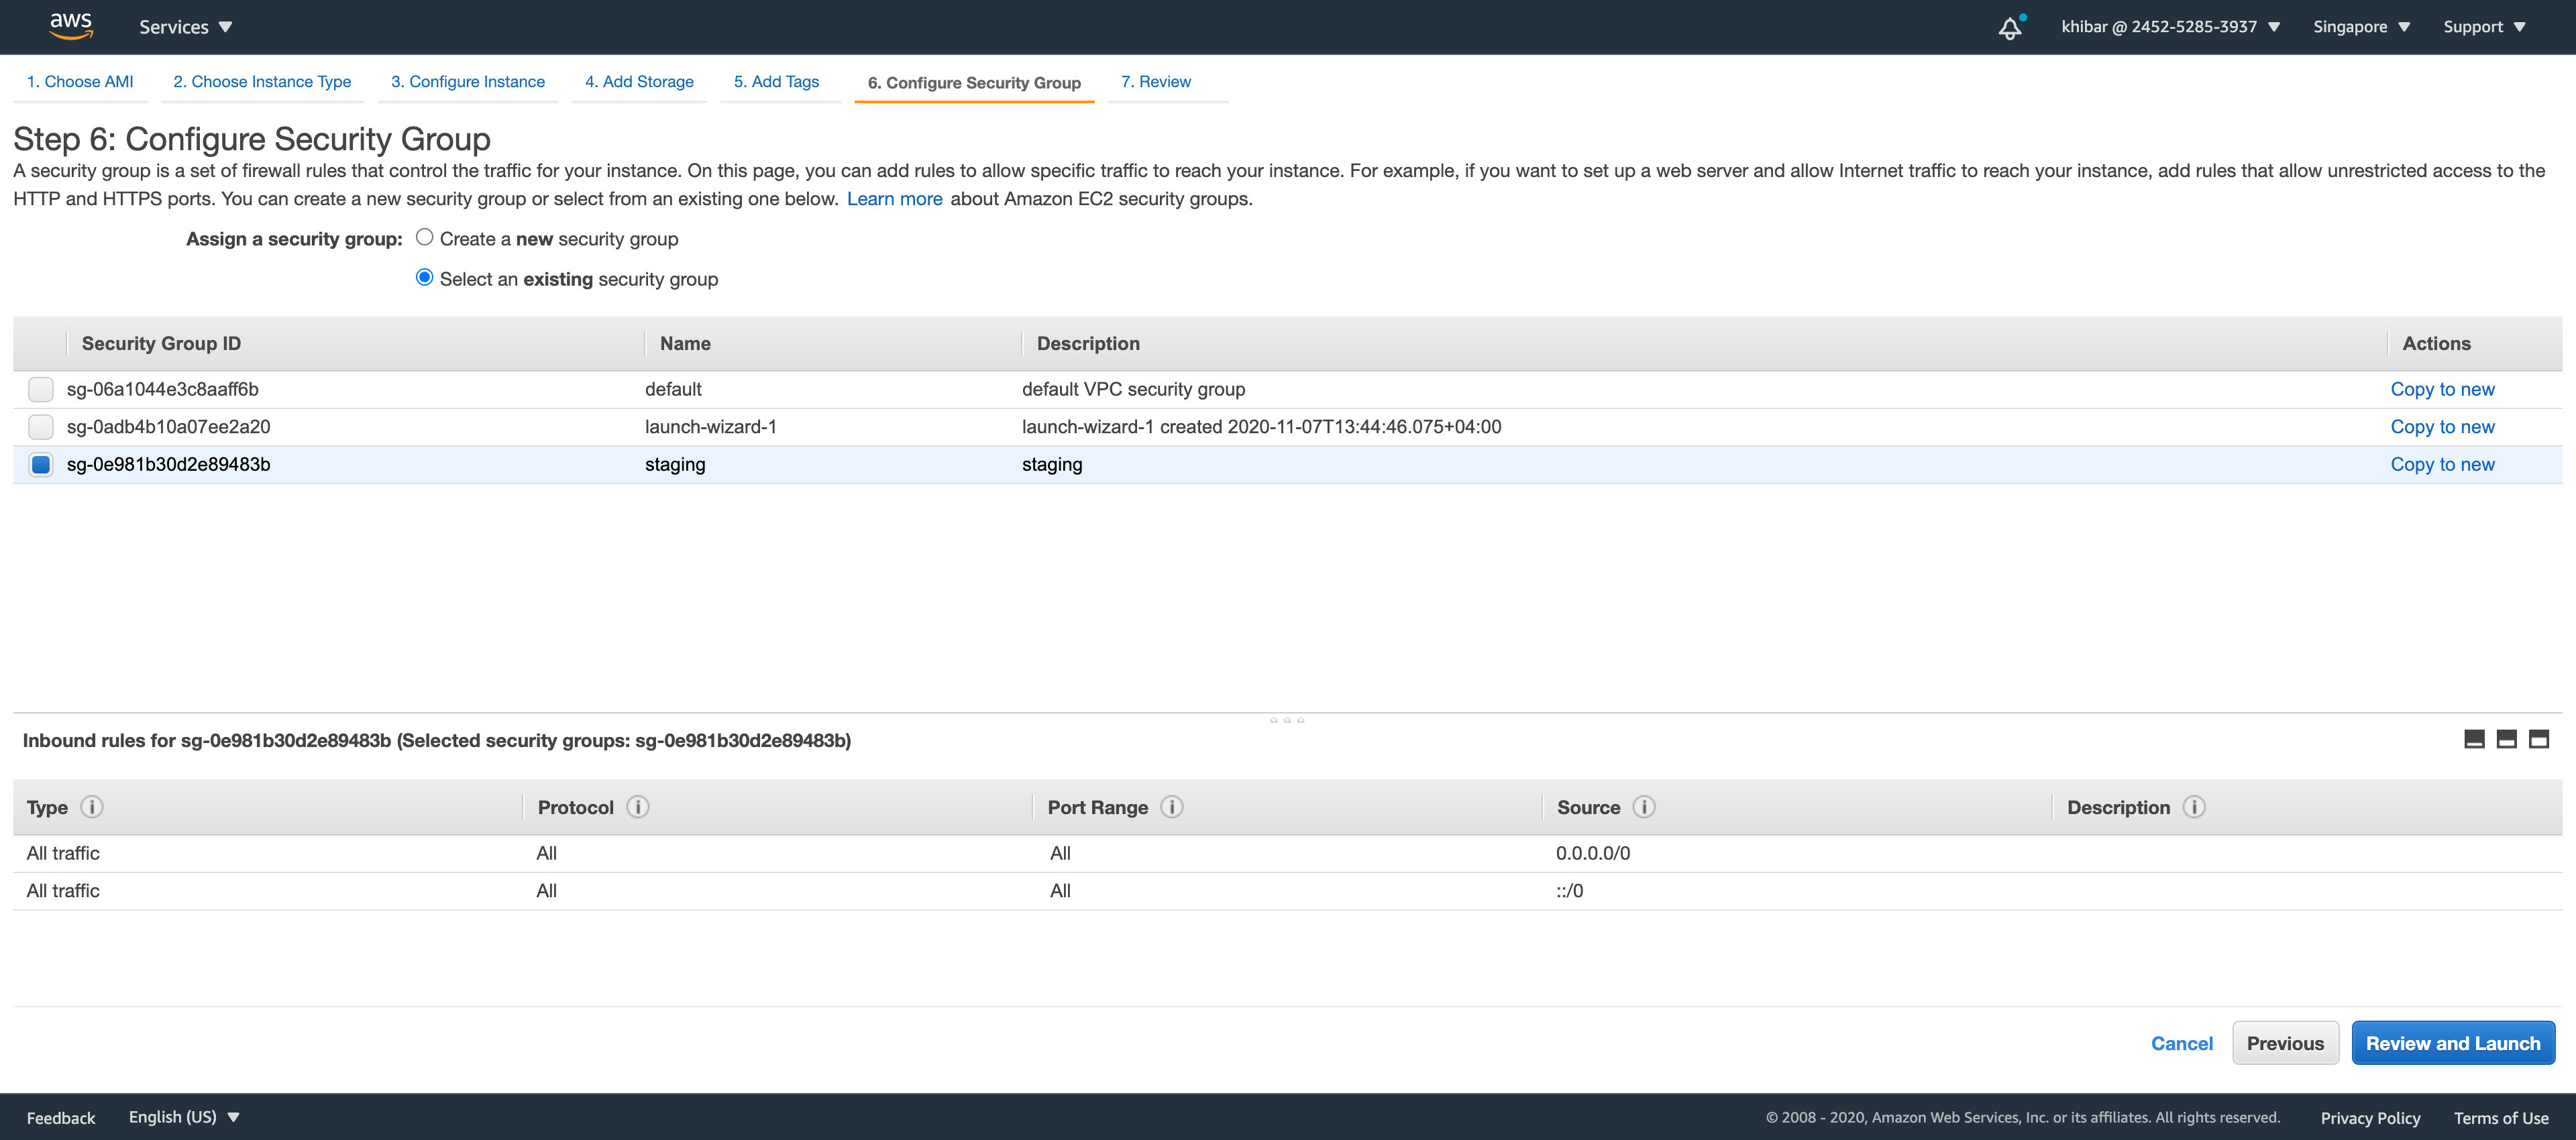 aws Services khibar @ 2452-5285-3937 Singapore Support
1. Choose AMI 2. Choose Instance Type 3. Configure Instance 4. Add Storage 5. Add Tags 6. Configure Security Group 7. Review
Step 6: Configure Security Group
A security group is a set of firewall rules that control the traffic for your instance. On this page, you can add rules to allow specific traffic to reach your instance. For example, if you want to set up a web server and allow Internet traffic to reach your instance, add rules that allow unrestricted access to the
HTTP and HTTPS ports. You can create a new security group or select from an existing one below. Learn more about Amazon EC2 security groups.
Assign a security group: Create a new security group
Select an existing security group
Security Group ID Name Description Actions
sg-06a1044e3c8aaff6b default default VPC security group Copy to new
sg-0adb4b10a07ee2a20 launch-wizard-1 launch-wizard-1 created 2020-11-07T13:44:46.075+04:00 Copy to new
sg-0e981b30d2e89483b staging staging Copy to new
Inbound rules for sg-0e981b30d2e89483b (Selected security groups: sg-0e981b30d2e89483b)
Type Protocol Port Range Source Description
All traffic All All 0.0.0.0/0
All traffic All All ::/0
Cancel Previous Review and Launch
Feedback English (US) © 2008 - 2020, Amazon Web Services, Inc. or its affiliates. All rights reserved. Privacy Policy Terms of Use